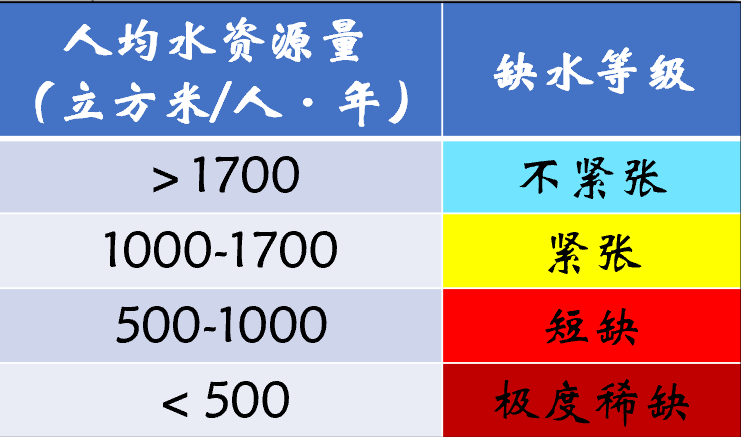 人均水资源量
（立方米/人·年）
缺水等级
>1700
不紧张
1000-1700
紧张
500-1000
短缺
<500
极度稀缺